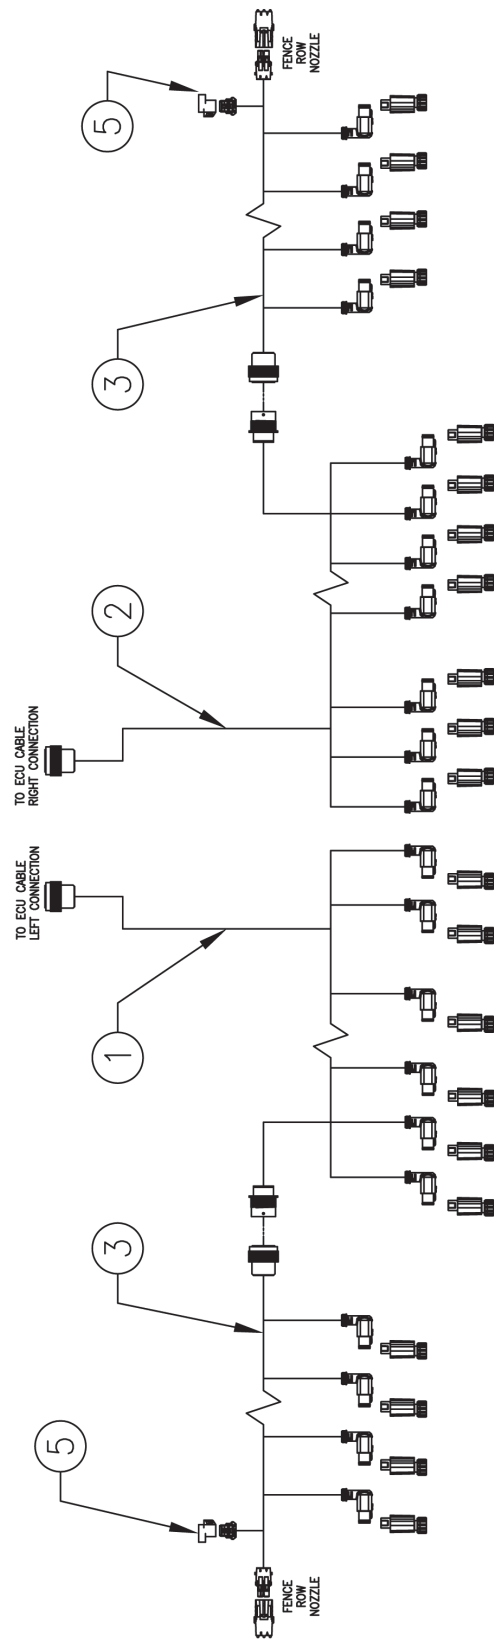 5
FENCE
ROW
NOZZLE
3
2
TO ECU CABLE
RIGHT CONNECTION
TO ECU CABLE
LEFT CONNECTION
1
3
5
FENCE
ROW
NOZZLE